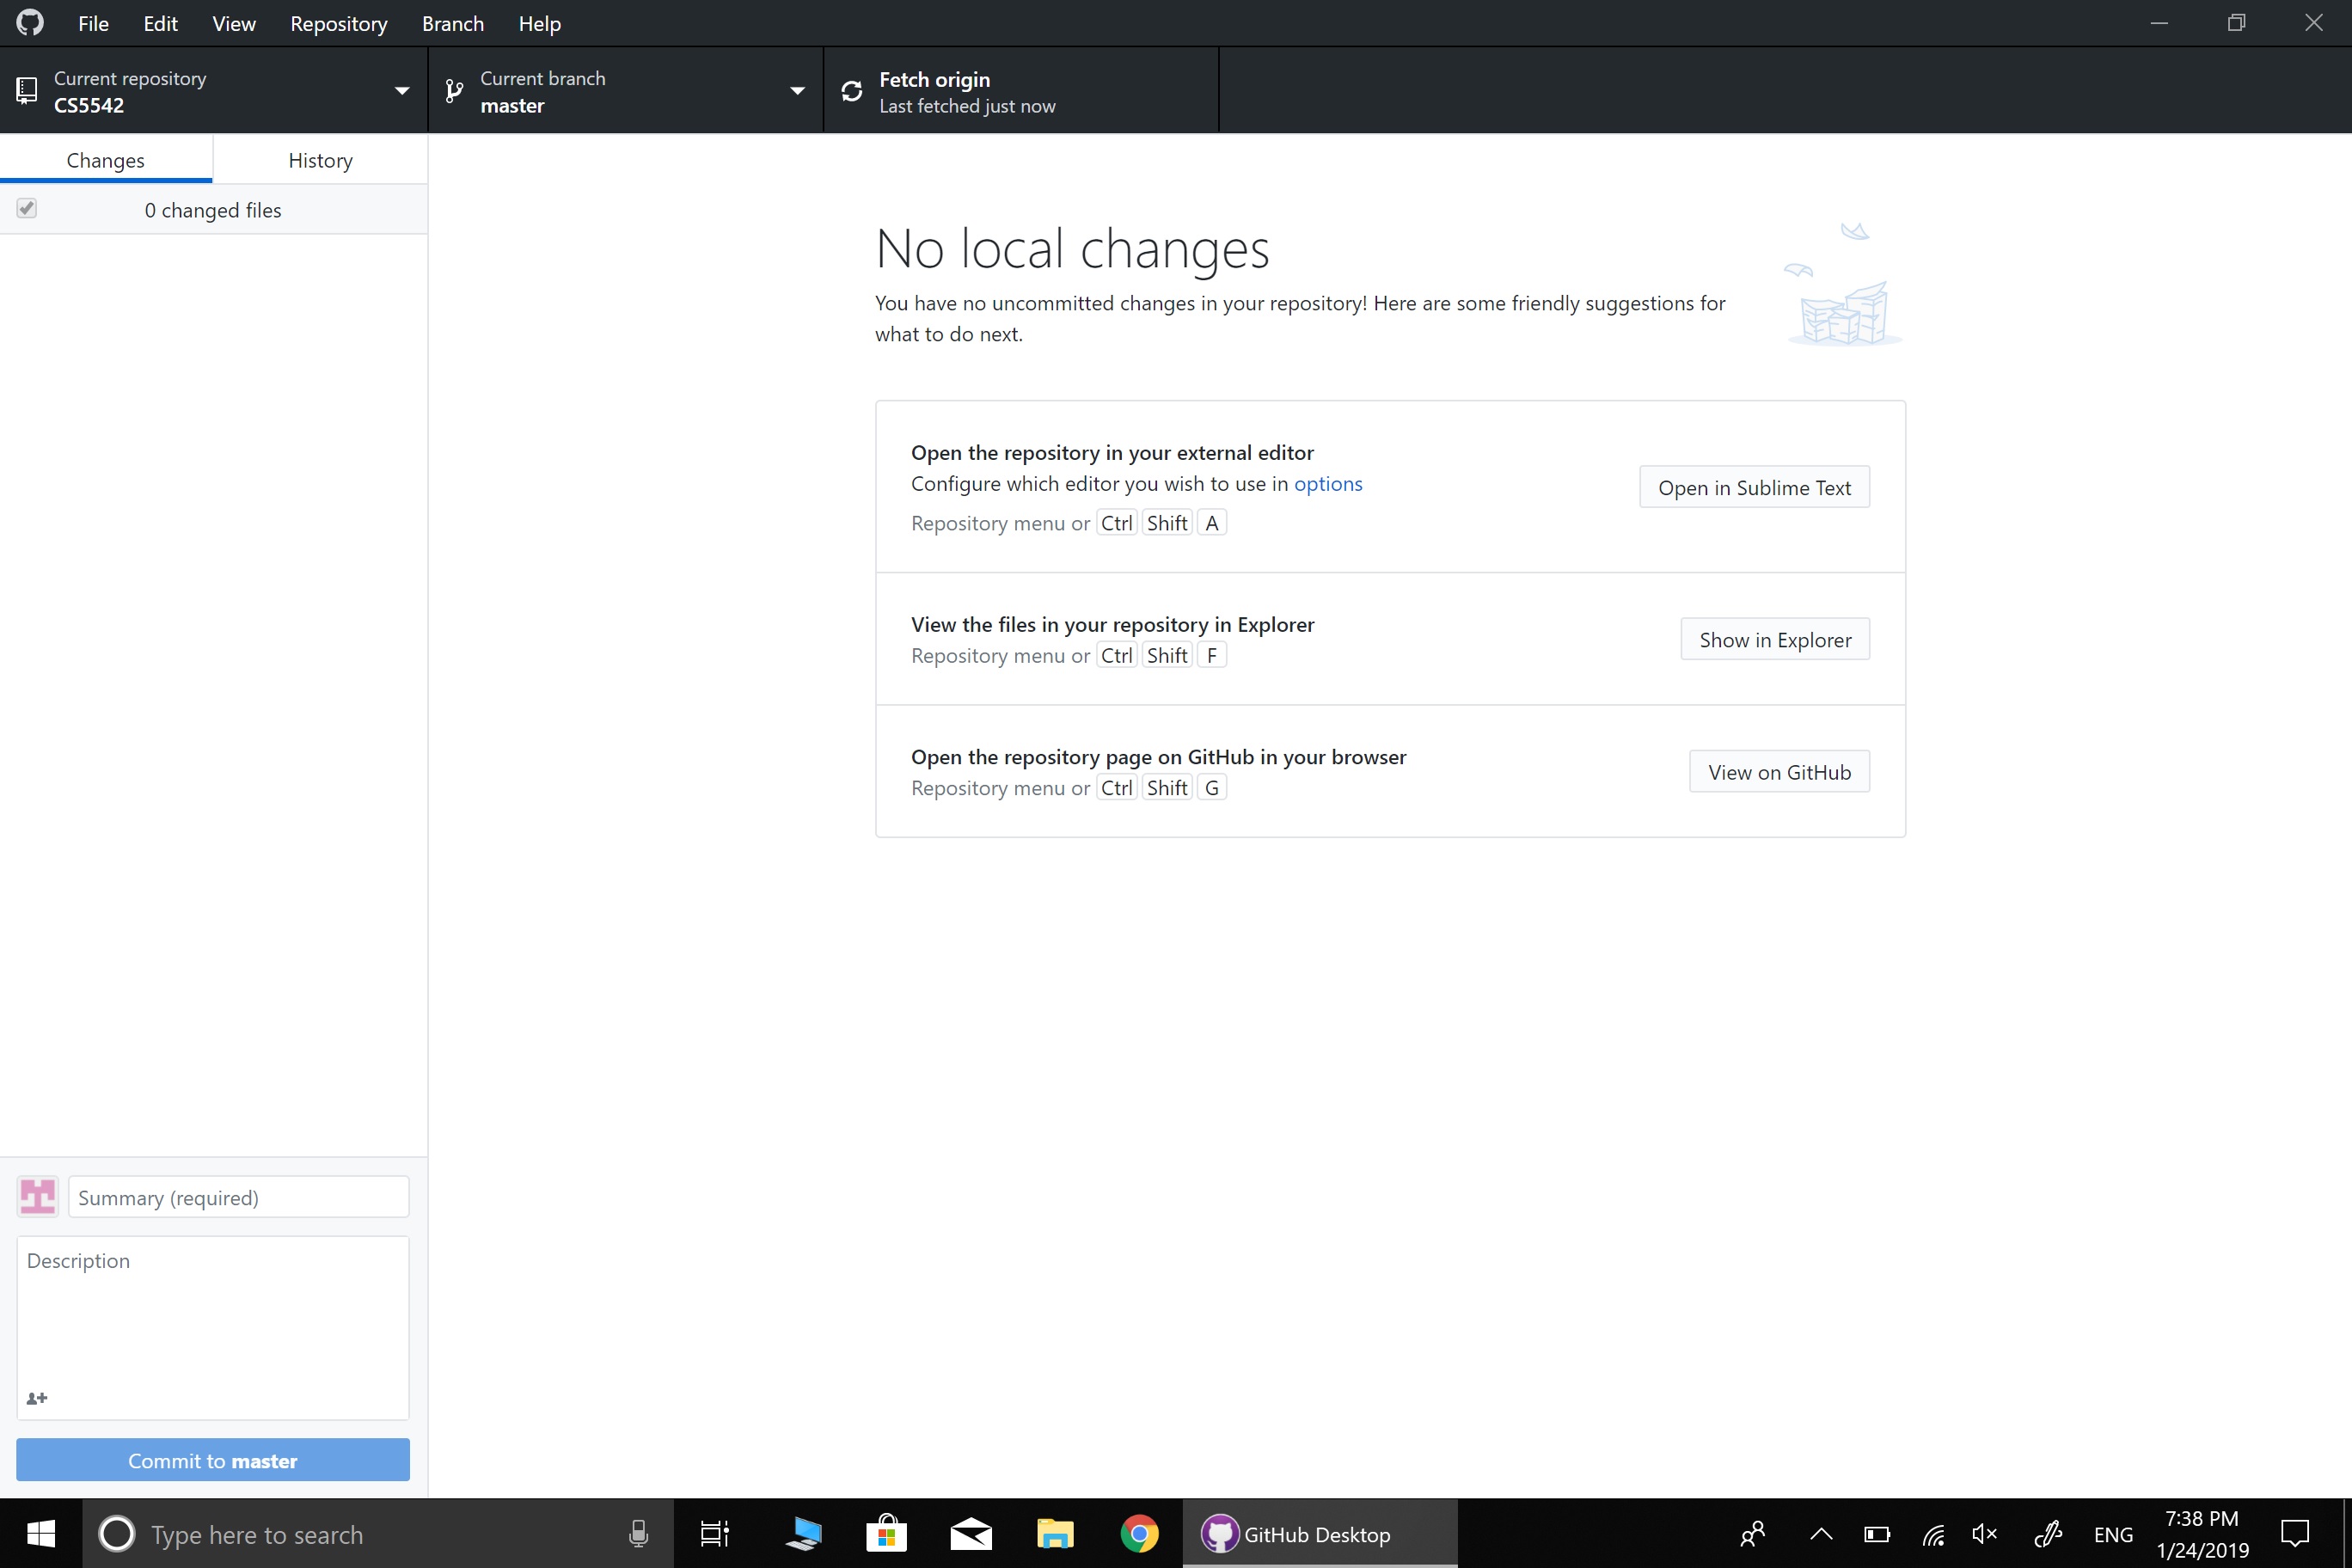 File Edit View Repository Branch Help
Current repository
CS5542
Current branch
master
Fetch origin
Last fetched just now
Changes History
0 changed files
No local changes
You have no uncommitted changes in your repository! Here are some friendly suggestions for
what to do next.
Open the repository in your external editor
Configure which editor you wish to use in options
Repository menu or Ctrl Shift A
Open in Sublime Text
View the files in your repository in Explorer
Repository menu or Ctrl Shift F
Show in Explorer
Open the repository page on GitHub in your browser
Repository menu or Ctrl Shift G
View on GitHub
Summary (required)
Description
Commit to master
Type here to search
GitHub Desktop
ENG
7:38 PM
1/24/2019